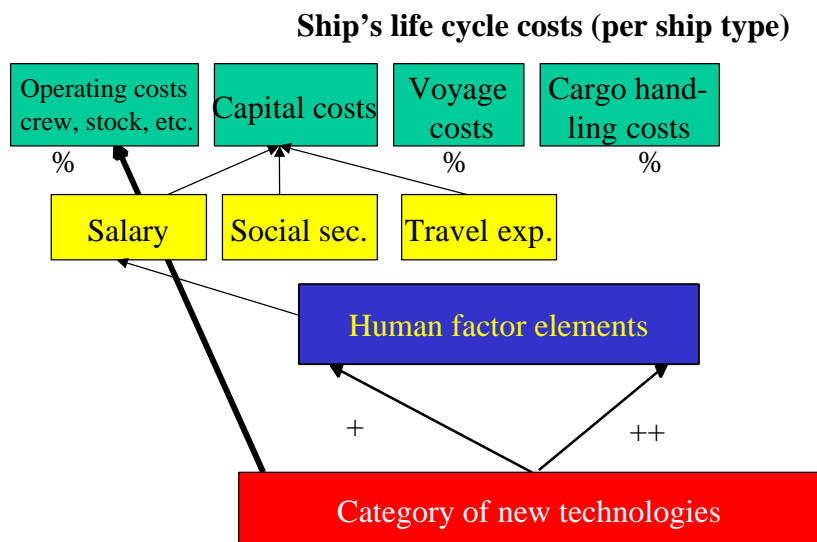 Ship’s life cycle costs (per ship type)
Operating costs
crew, stock, etc.
Capital costs
Voyage
costs
Cargo hand-
ling costs
%
%
%
Salary
Social sec.
Travel exp.
Human factor elements
+
++
Category of new technologies